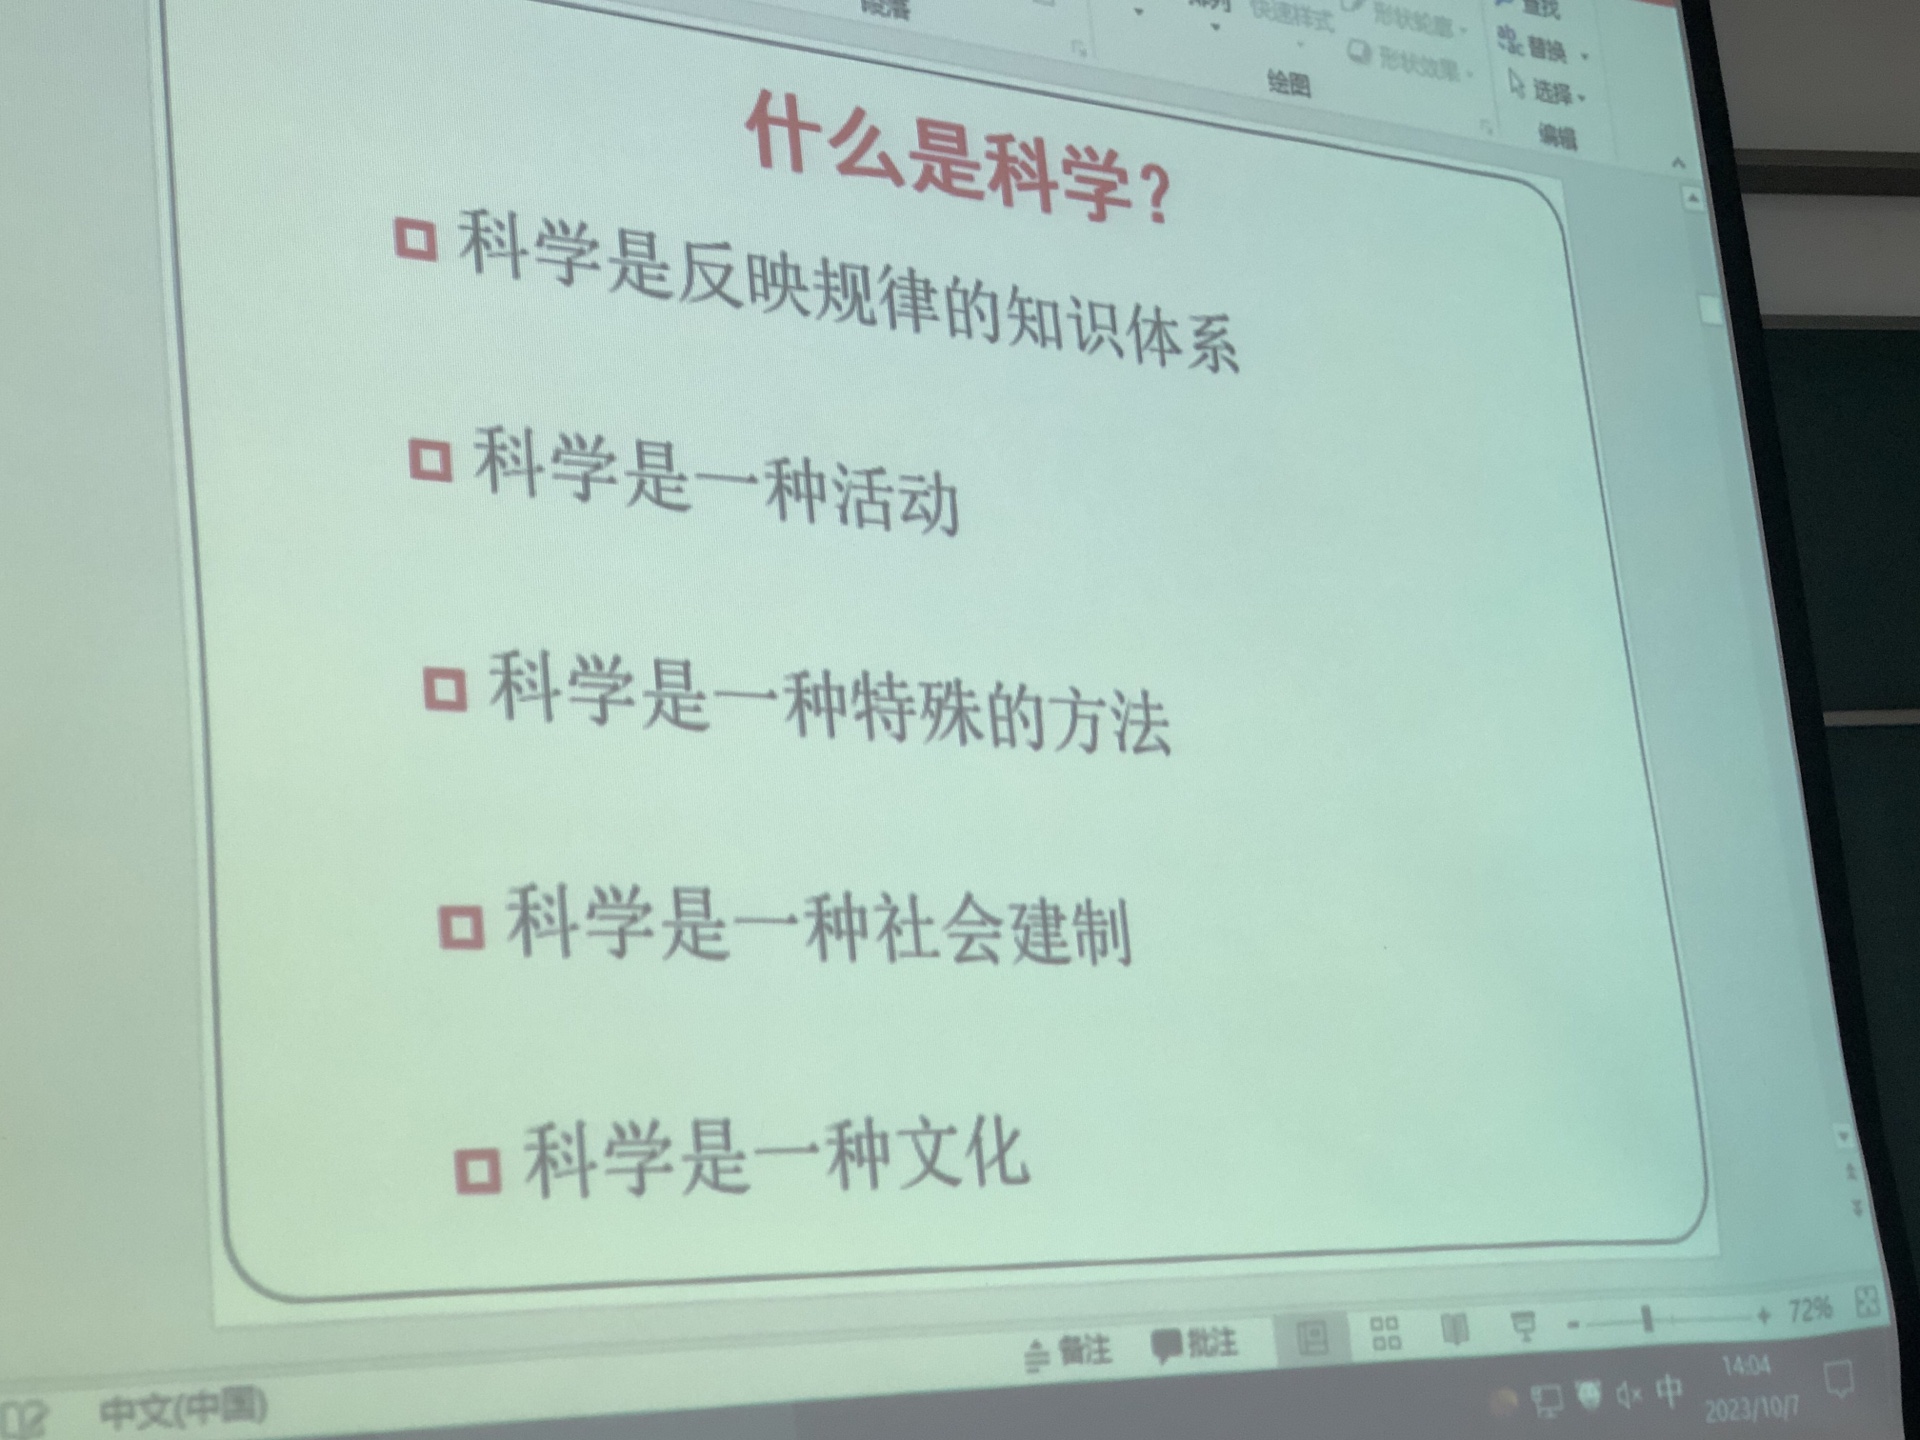 段落
排列
快速样式
形状轮廓
形状效果
绘图
查找
替换
选择
编辑
什么是科学?
科学是反映规律的知识体系
科学是一种活动
科学是一种特殊的方法
科学是一种社会建制
科学是一种文化
备注
批注
72%
中文(中国)
中
14:04
2023/10/7